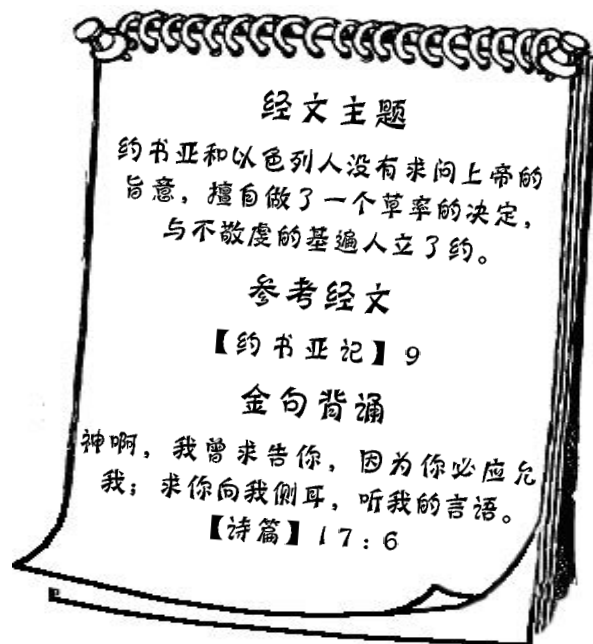 经文主题
约书亚和以色列人没有求问上帝的
旨意，擅自做了一个草率的决定，
与不敬虔的基遍人立了约。
参考经文
【约书亚记】9
金句背诵
神啊，我曾求告你，因为你必应允
我；求你向我侧耳，听我的言语。
【诗篇】17:6